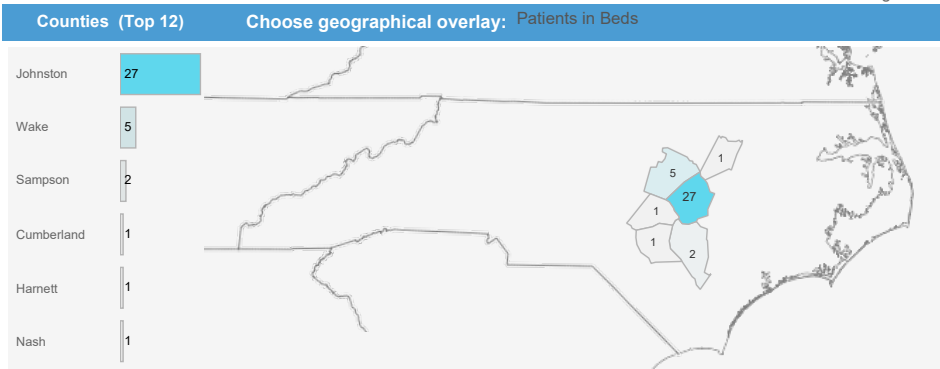 Counties (Top 12)
Choose geographical overlay: Patients in Beds
Johnston 27
Wake 5
Sampson 2
Cumberland 1
Harnett 1
Nash 1
1
5
27
1
1
2